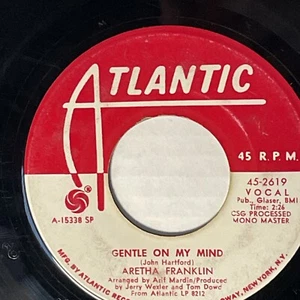 ATLANTIC
45 R.P.M.
45-2619
VOCAL
Pub., Glaser, BMI
Time: 2:26
CSG PROCESSED
MONO MASTER
A-15338 SP
GENTLE ON MY MIND
(John Hartford)
ARETHA FRANKLIN
Arranged by Arif Mardin/Produced
by Jerry Wexler and Tom Dowd
From Atlantic LP 8212
MFG. BY ATLANTIC REC
WAY, NEW YORK, N.Y.